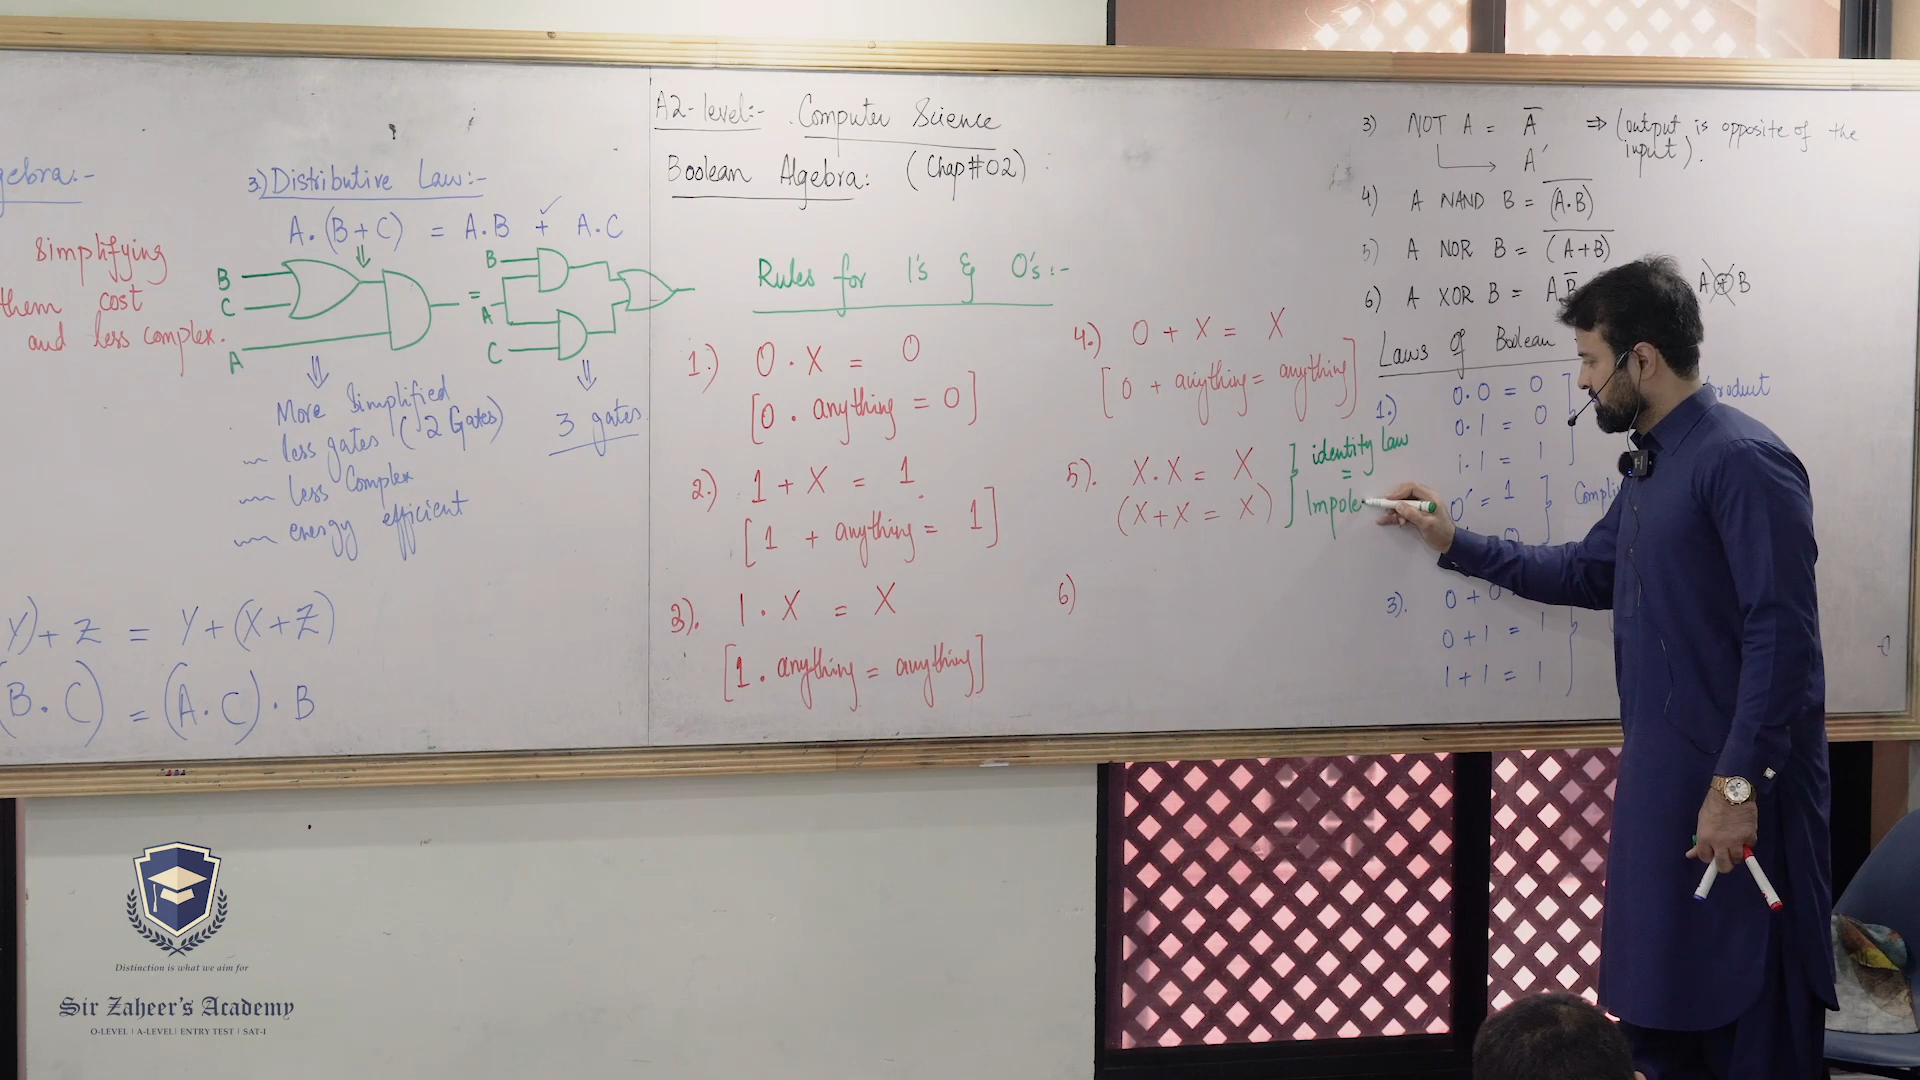 simplifying
them cost
and less complex.
Y)+ Z = Y+(X+Z)
B.C) = (A.C).B
3.) Distributive Law:-
A.(B+C) = A.B + A.C
B
C
A
=
B
A
C
More Simplified
less gates (2 Gates)
less Complex
energy efficient
3 gates
A2-level:- Computer Science
Boolean Algebra: (Chap#02)
Rules for 1's & 0's:-
1.) 0 . X = 0
[0 . anything = 0]
2.) 1 + X = 1
[1 + anything = 1]
3). 1 . X = X
[1 . anything = anything]
4.) 0 + X = X
[0 + anything = anything]
5). X.X = X
(X+X = X)
identity law
=
Impole
6)
3) NOT A = A̅ ⇒ (output is opposite of the
input).
A'
4) A NAND B = (A.B)̅
5) A NOR B = (A+B)̅
6) A XOR B = AB̅
A⊕B
Laws Of Boolean
1.) 0.0 = 0
0.1 = 0
1.1 = 1
product
0' = 1
3). 0 + 0
0 + 1 = 1
1 + 1 = 1
Distinction is what we aim for
Sir Zaheer's Academy
O-LEVEL | A-LEVEL | ENTRY TEST | SAT-I